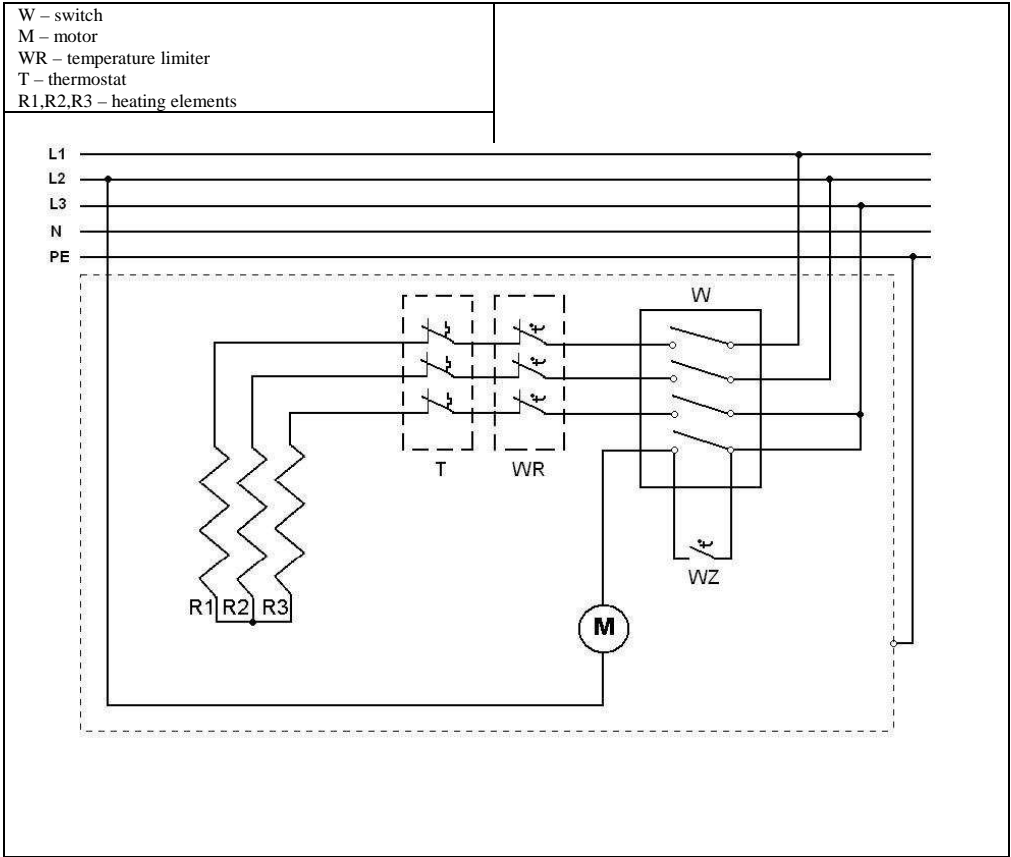 W – switch
M – motor
WR – temperature limiter
T – thermostat
R1,R2,R3 – heating elements
L1
L2
L3
N
PE
W
T
WR
WZ
R1 R2 R3
M